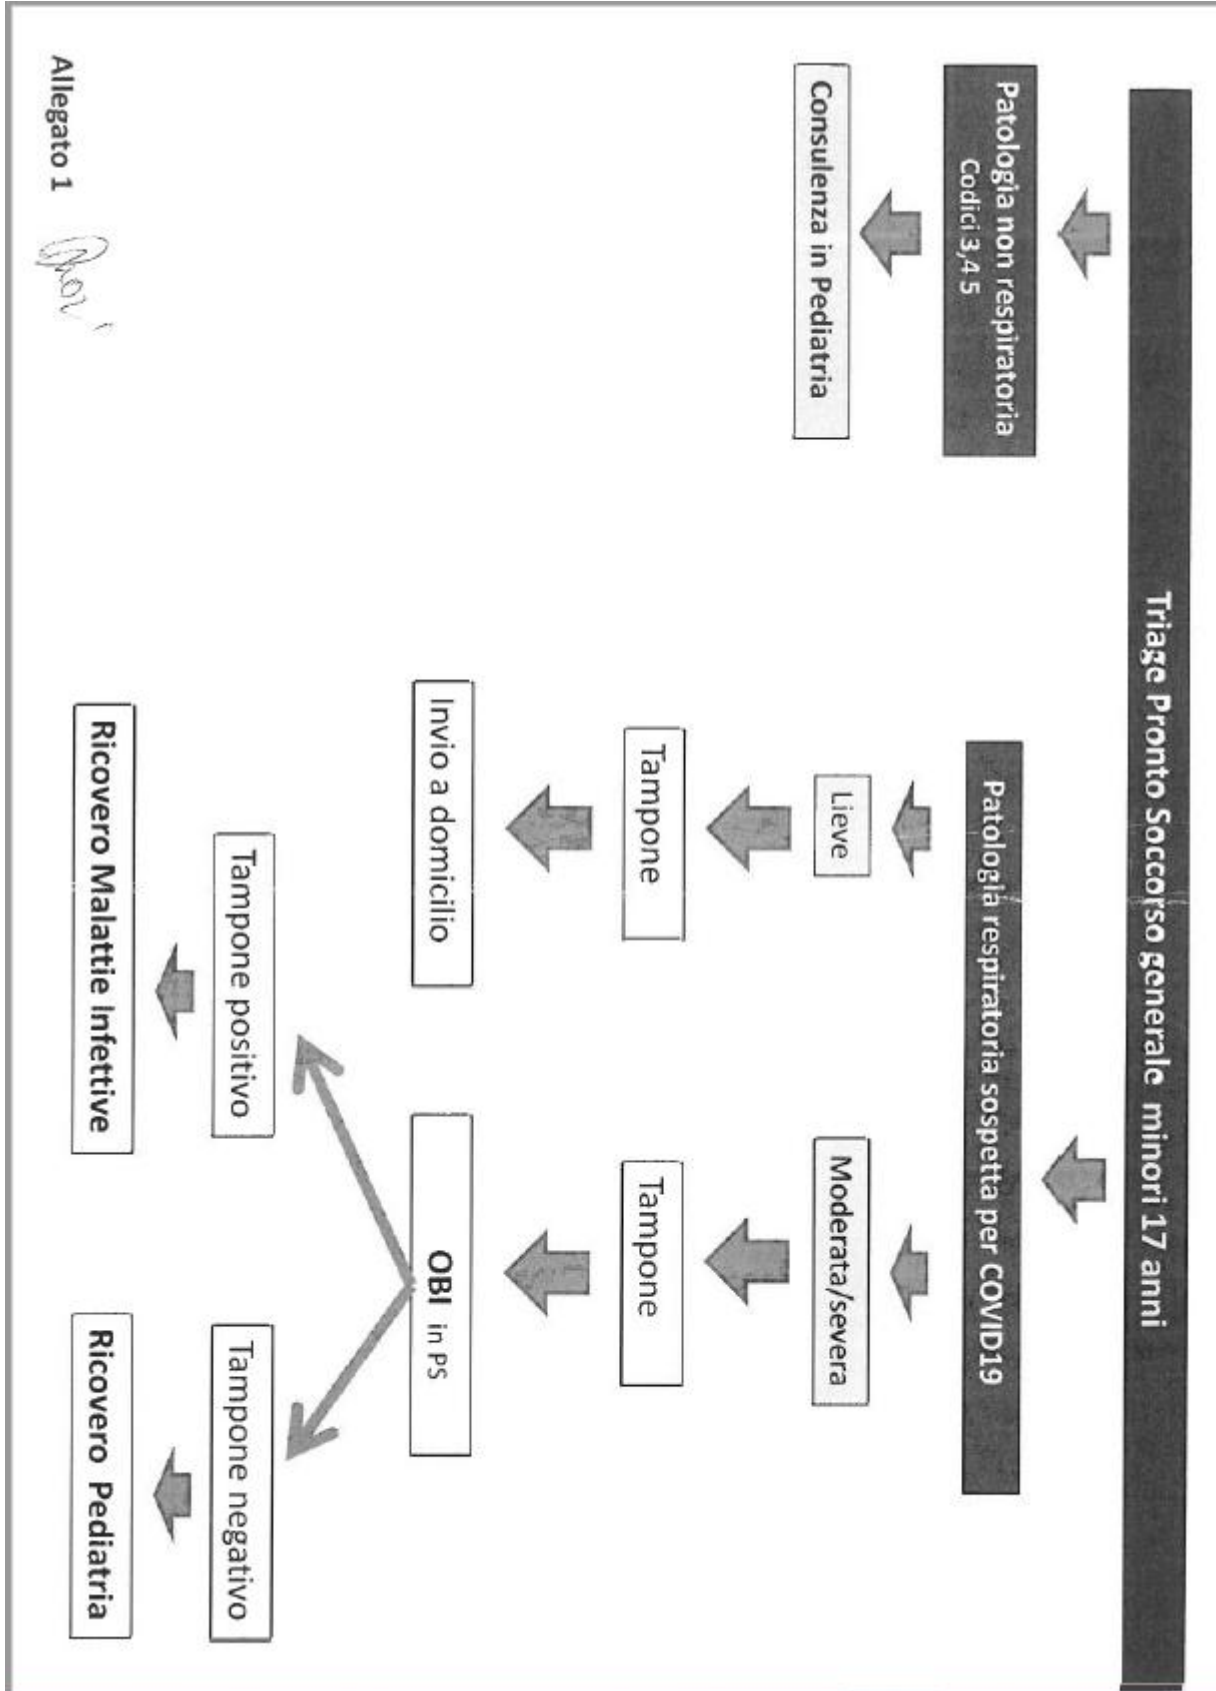 Triage Pronto Soccorso generale minori 17 anni
Patologia non respiratoria
Codici 3,4 5
Consulenza in Pediatria
Patologia respiratoria sospetta per COVID19
Lieve
Tampone
Invio a domicilio
Moderata/severa
Tampone
OBI in PS
Tampone positivo
Ricovero Malattie Infettive
Tampone negativo
Ricovero Pediatria
Allegato 1